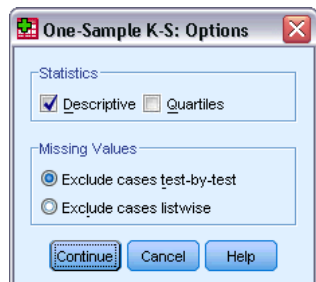 One-Sample K-S: Options
Statistics
Descriptive Quartiles
Missing Values
Exclude cases test-by-test
Exclude cases listwise
Continue Cancel Help